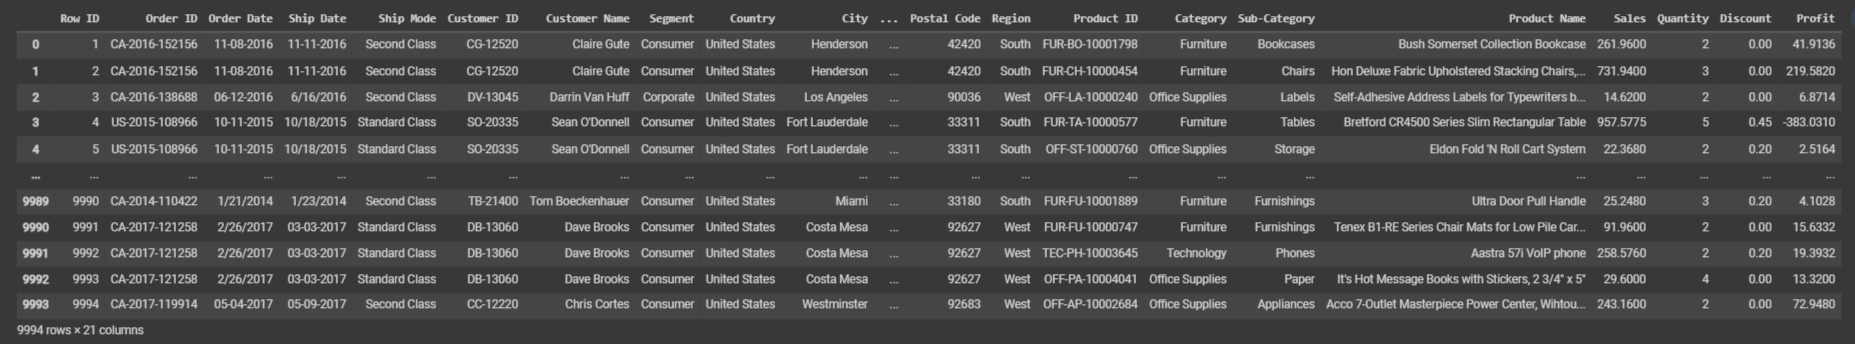 Row ID Order ID Order Date Ship Date Ship Mode Customer ID Customer Name Segment Country City ... Postal Code Region Product ID Category Sub-Category Product Name Sales Quantity Discount Profit
0 1 CA-2016-152156 11-08-2016 11-11-2016 Second Class CG-12520 Claire Gute Consumer United States Henderson ... 42420 South FUR-BO-10001798 Furniture Bookcases Bush Somerset Collection Bookcase 261.9600 2 0.00 41.9136
1 2 CA-2016-152156 11-08-2016 11-11-2016 Second Class CG-12520 Claire Gute Consumer United States Henderson ... 42420 South FUR-CH-10000454 Furniture Chairs Hon Deluxe Fabric Upholstered Stacking Chairs,... 731.9400 3 0.00 219.5820
2 3 CA-2016-138688 06-12-2016 6/16/2016 Second Class DV-13045 Darrin Van Huff Corporate United States Los Angeles ... 90036 West OFF-LA-10000240 Office Supplies Labels Self-Adhesive Address Labels for Typewriters b... 14.6200 2 0.00 6.8714
3 4 US-2015-108966 10-11-2015 10/18/2015 Standard Class SO-20335 Sean O'Donnell Consumer United States Fort Lauderdale ... 33311 South FUR-TA-10000577 Furniture Tables Bretford CR4500 Series Slim Rectangular Table 957.5775 5 0.45 -383.0310
4 5 US-2015-108966 10-11-2015 10/18/2015 Standard Class SO-20335 Sean O'Donnell Consumer United States Fort Lauderdale ... 33311 South OFF-ST-10000760 Office Supplies Storage Eldon Fold 'N Roll Cart System 22.3680 2 0.20 2.5164
... ... ... ... ... ... ... ... ... ... ... ... ... ... ... ... ... ... ... ... ... ...
9989 9990 CA-2014-110422 1/21/2014 1/23/2014 Second Class TB-21400 Tom Boeckenhauer Consumer United States Miami ... 33180 South FUR-FU-10001889 Furniture Furnishings Ultra Door Pull Handle 25.2480 3 0.20 4.1028
9990 9991 CA-2017-121258 2/26/2017 03-03-2017 Standard Class DB-13060 Dave Brooks Consumer United States Costa Mesa ... 92627 West FUR-FU-10000747 Furniture Furnishings Tenex B1-RE Series Chair Mats for Low Pile Car... 91.9600 2 0.00 15.6332
9991 9992 CA-2017-121258 2/26/2017 03-03-2017 Standard Class DB-13060 Dave Brooks Consumer United States Costa Mesa ... 92627 West TEC-PH-10003645 Technology Phones Aastra 57i VoIP phone 258.5760 2 0.20 19.3932
9992 9993 CA-2017-121258 2/26/2017 03-03-2017 Standard Class DB-13060 Dave Brooks Consumer United States Costa Mesa ... 92627 West OFF-PA-10004041 Office Supplies Paper It's Hot Message Books with Stickers, 2 3/4" x 5" 29.6000 4 0.00 13.3200
9993 9994 CA-2017-119914 05-04-2017 05-09-2017 Second Class CC-12220 Chris Cortes Consumer United States Westminster ... 92683 West OFF-AP-10002684 Office Supplies Appliances Acco 7-Outlet Masterpiece Power Center, Wihtou... 243.1600 2 0.00 72.9480
9994 rows × 21 columns